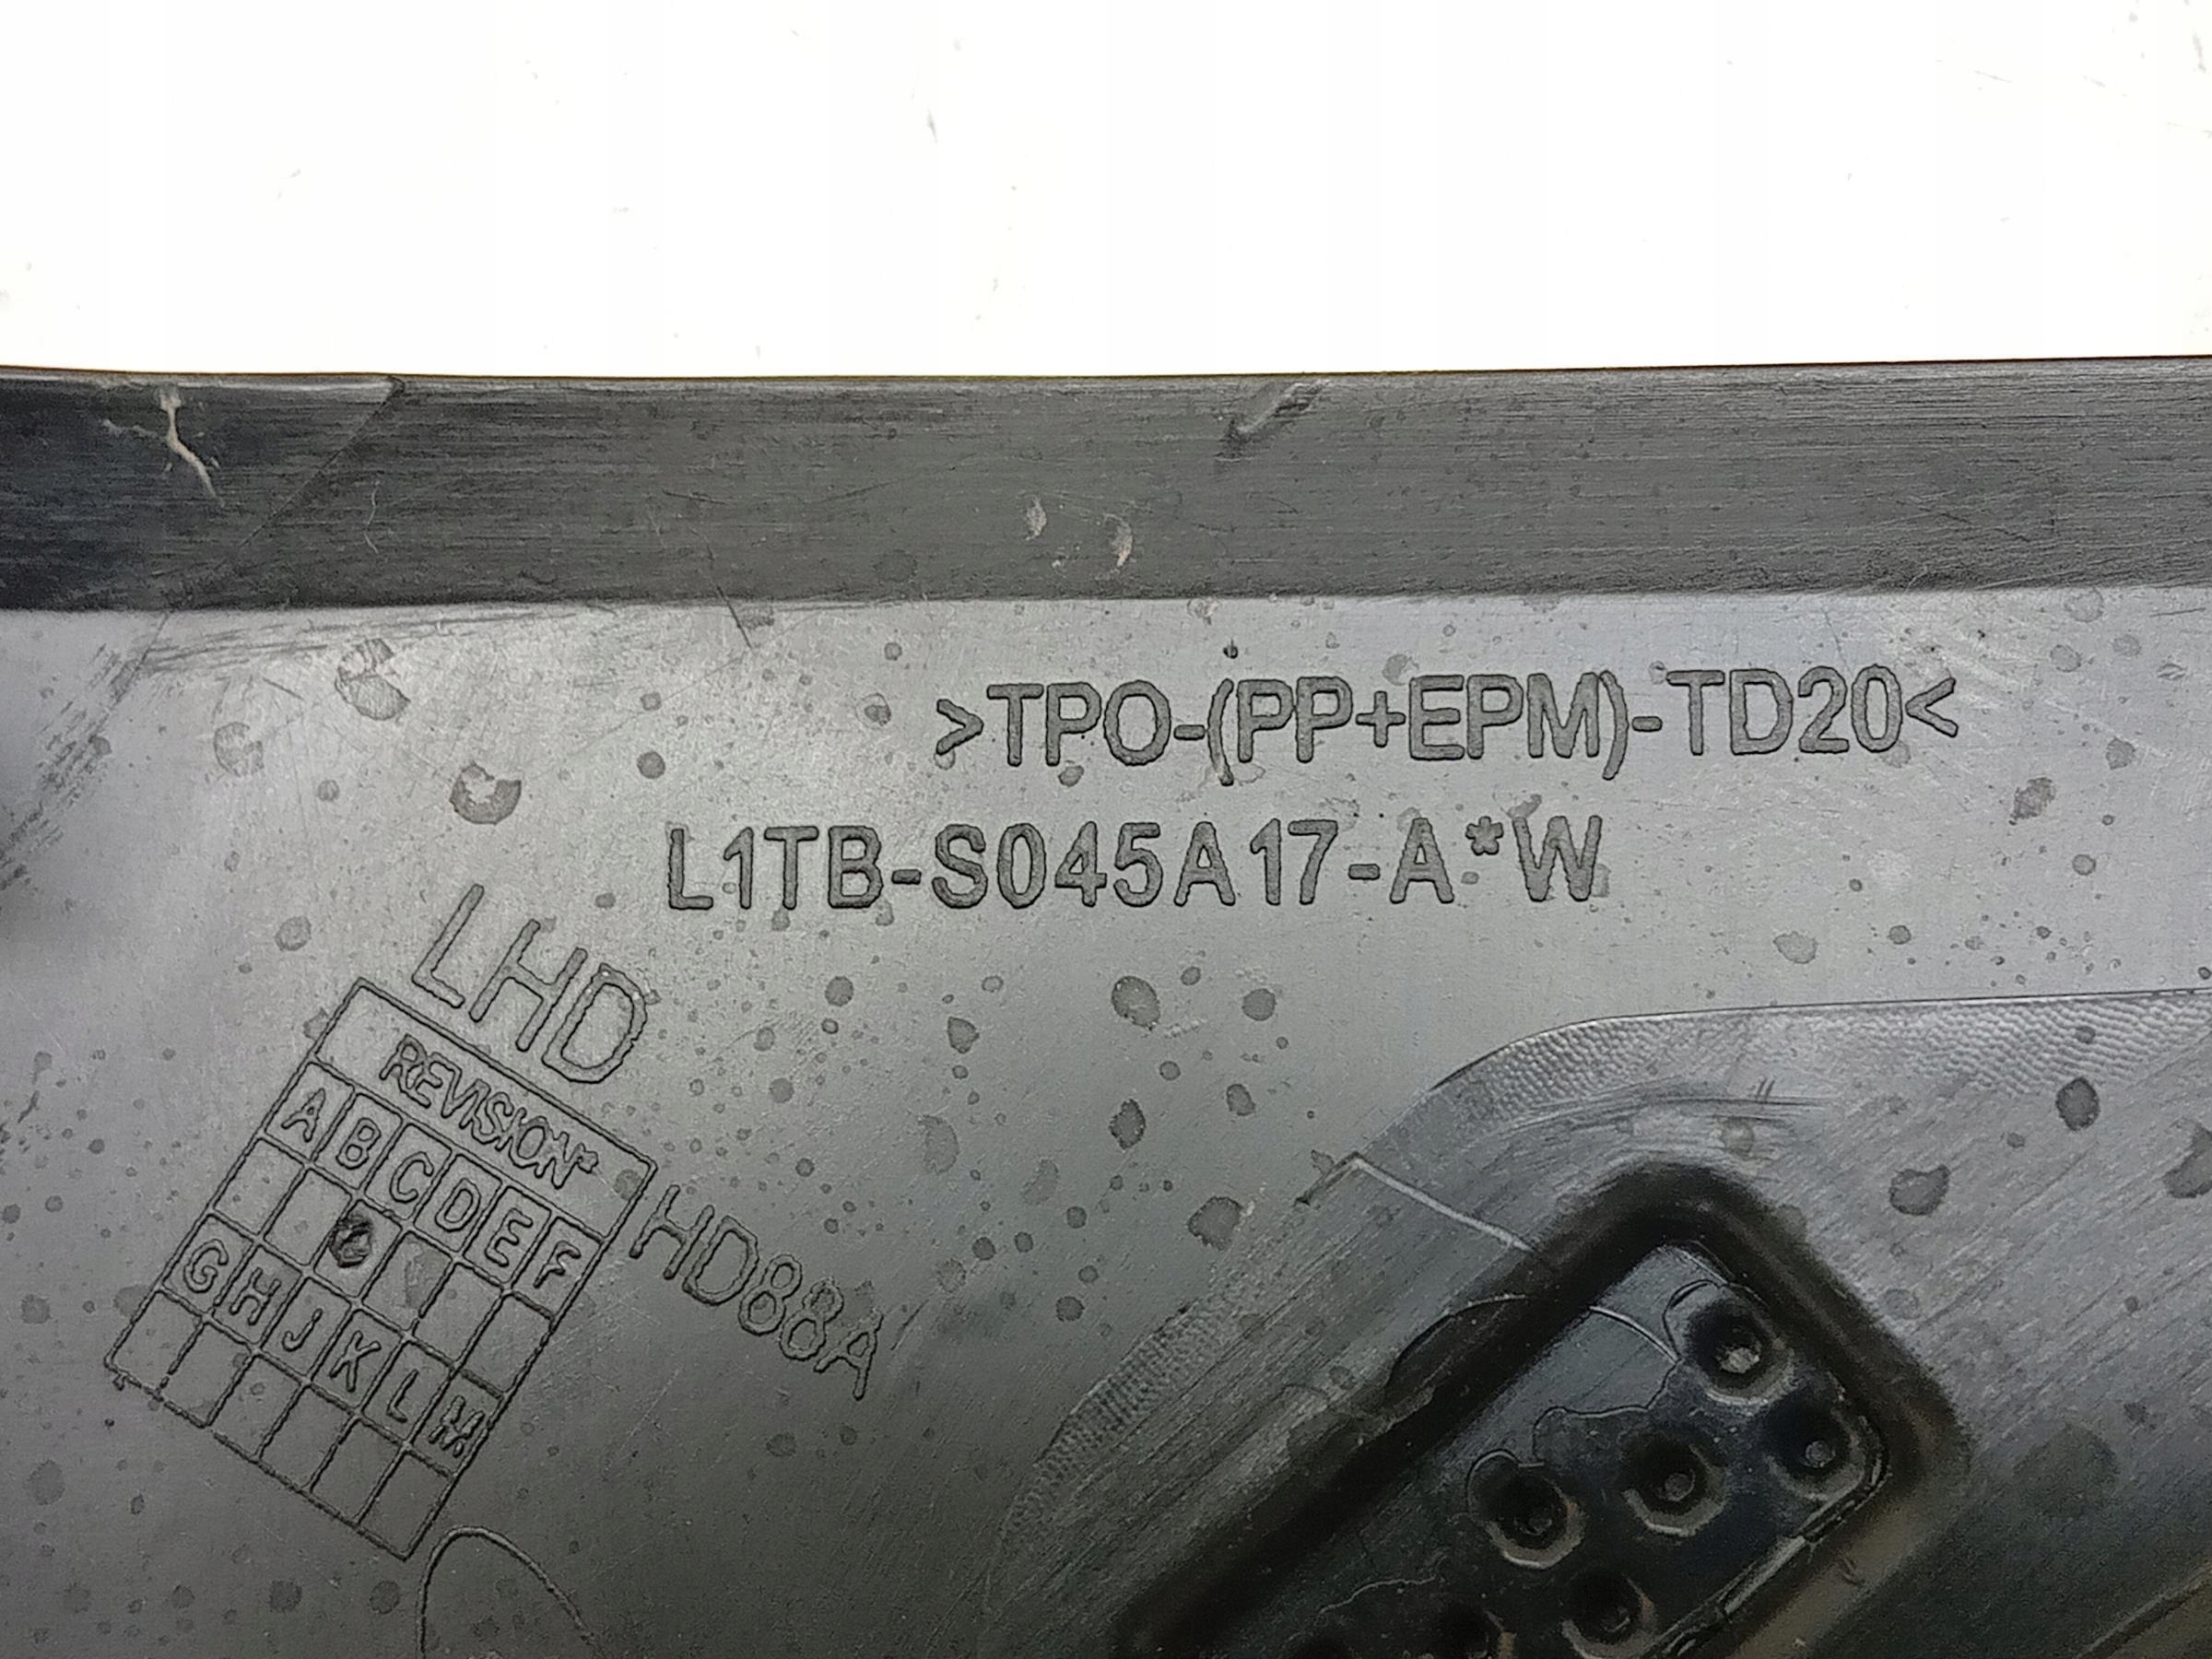 >TPO-(PP+EPM)-TD20<
L1TB-S045A17-A*W
LHD
REVISION*
A B C D E F
G H J K L M
HD88A